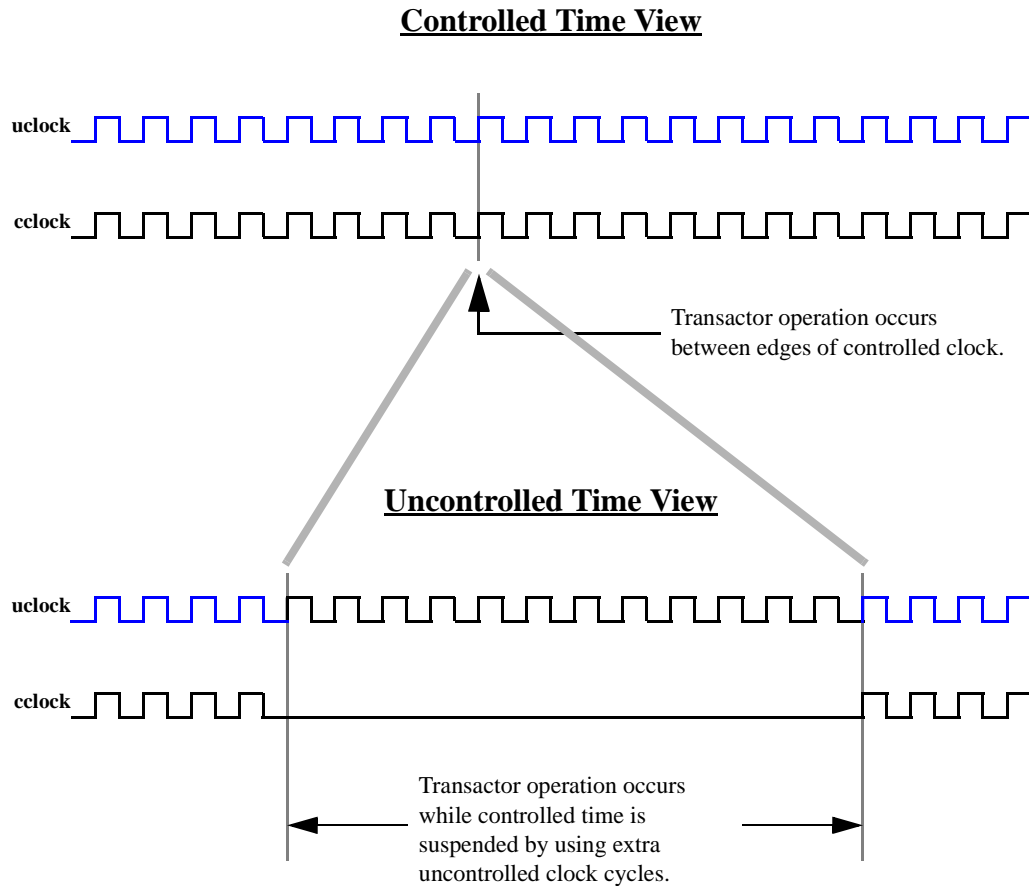 Controlled Time View
uclock
cclock
Transactor operation occurs
between edges of controlled clock.
Uncontrolled Time View
uclock
cclock
Transactor operation occurs
while controlled time is
suspended by using extra
uncontrolled clock cycles.